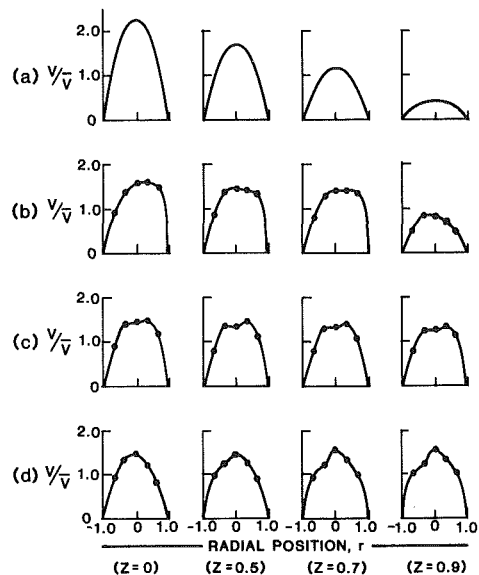 2.0
(a) V/V̄ 1.0
0
2.0
(b) V/V̄ 1.0
0
2.0
(c) V/V̄ 1.0
0
2.0
(d) V/V̄ 1.0
0
-1.0 0 1.0 -1.0 0 1.0 -1.0 0 1.0 -1.0 0 1.0
RADIAL POSITION, r
(Z=0) (Z=0.5) (Z=0.7) (Z=0.9)